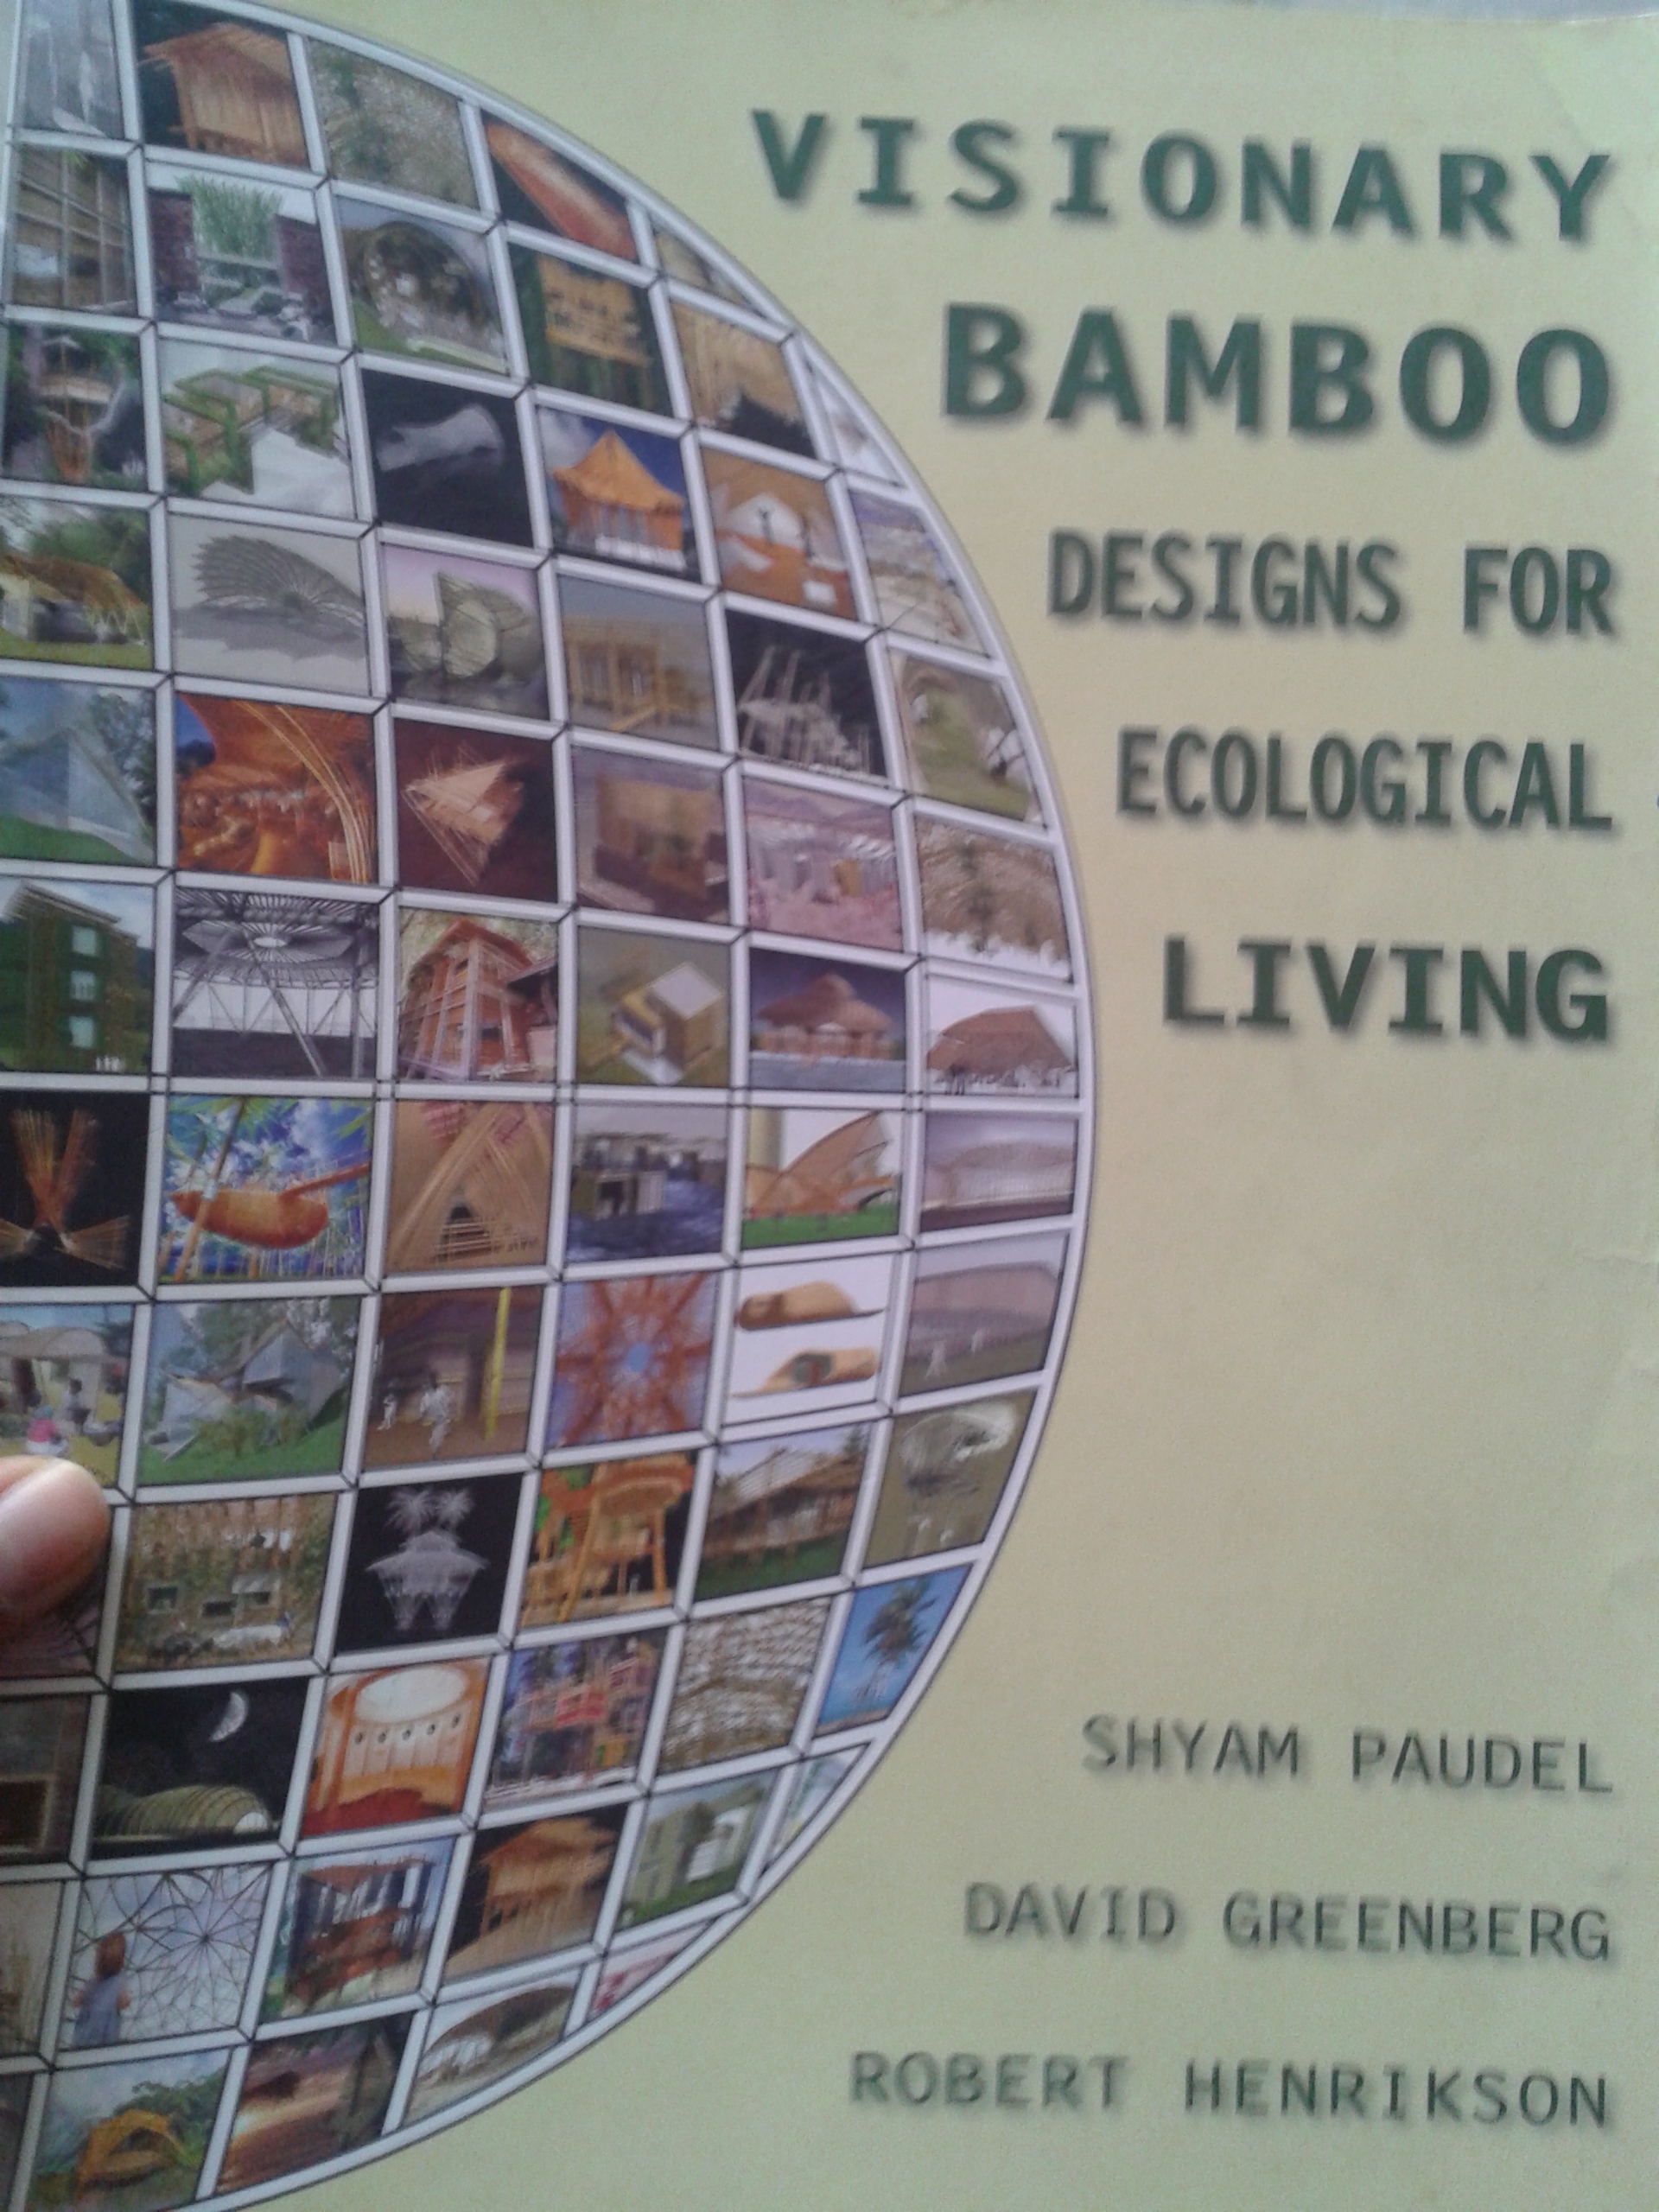 VISIONARY
BAMBOO
DESIGNS FOR
ECOLOGICAL
LIVING
SHYAM PAUDEL
DAVID GREENBERG
ROBERT HENRIKSON